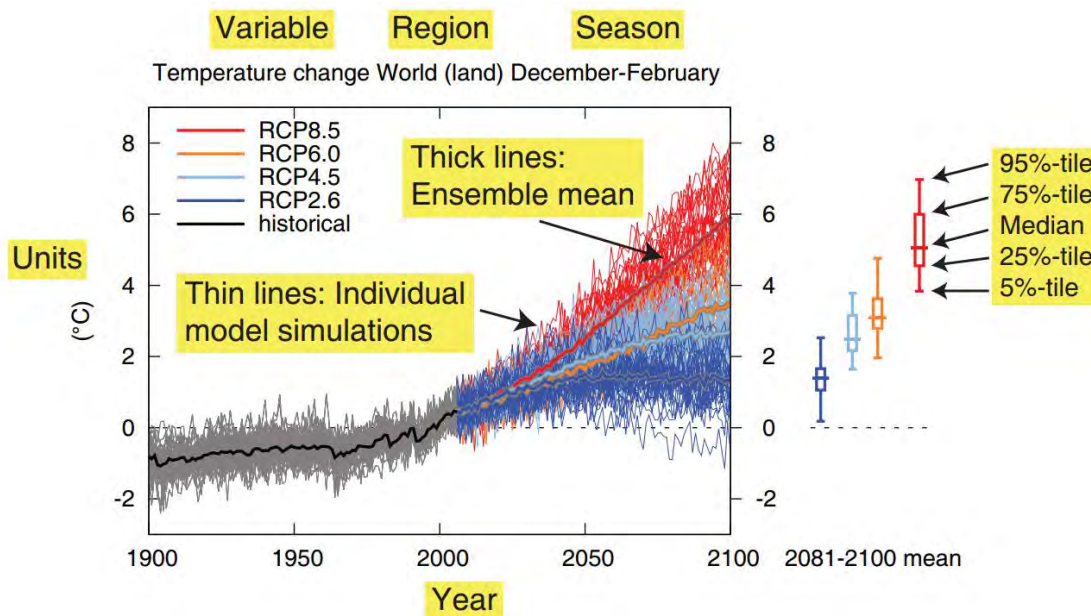 Variable Region Season
Temperature change World (land) December-February
RCP8.5
RCP6.0
RCP4.5
RCP2.6
historical
Thick lines:
Ensemble mean
Thin lines: Individual
model simulations
Units
(°C)
8
6
4
2
0
-2
8
6
4
2
0
-2
95%-tile
75%-tile
Median
25%-tile
5%-tile
1900 1950 2000 2050 2100 2081-2100 mean
Year